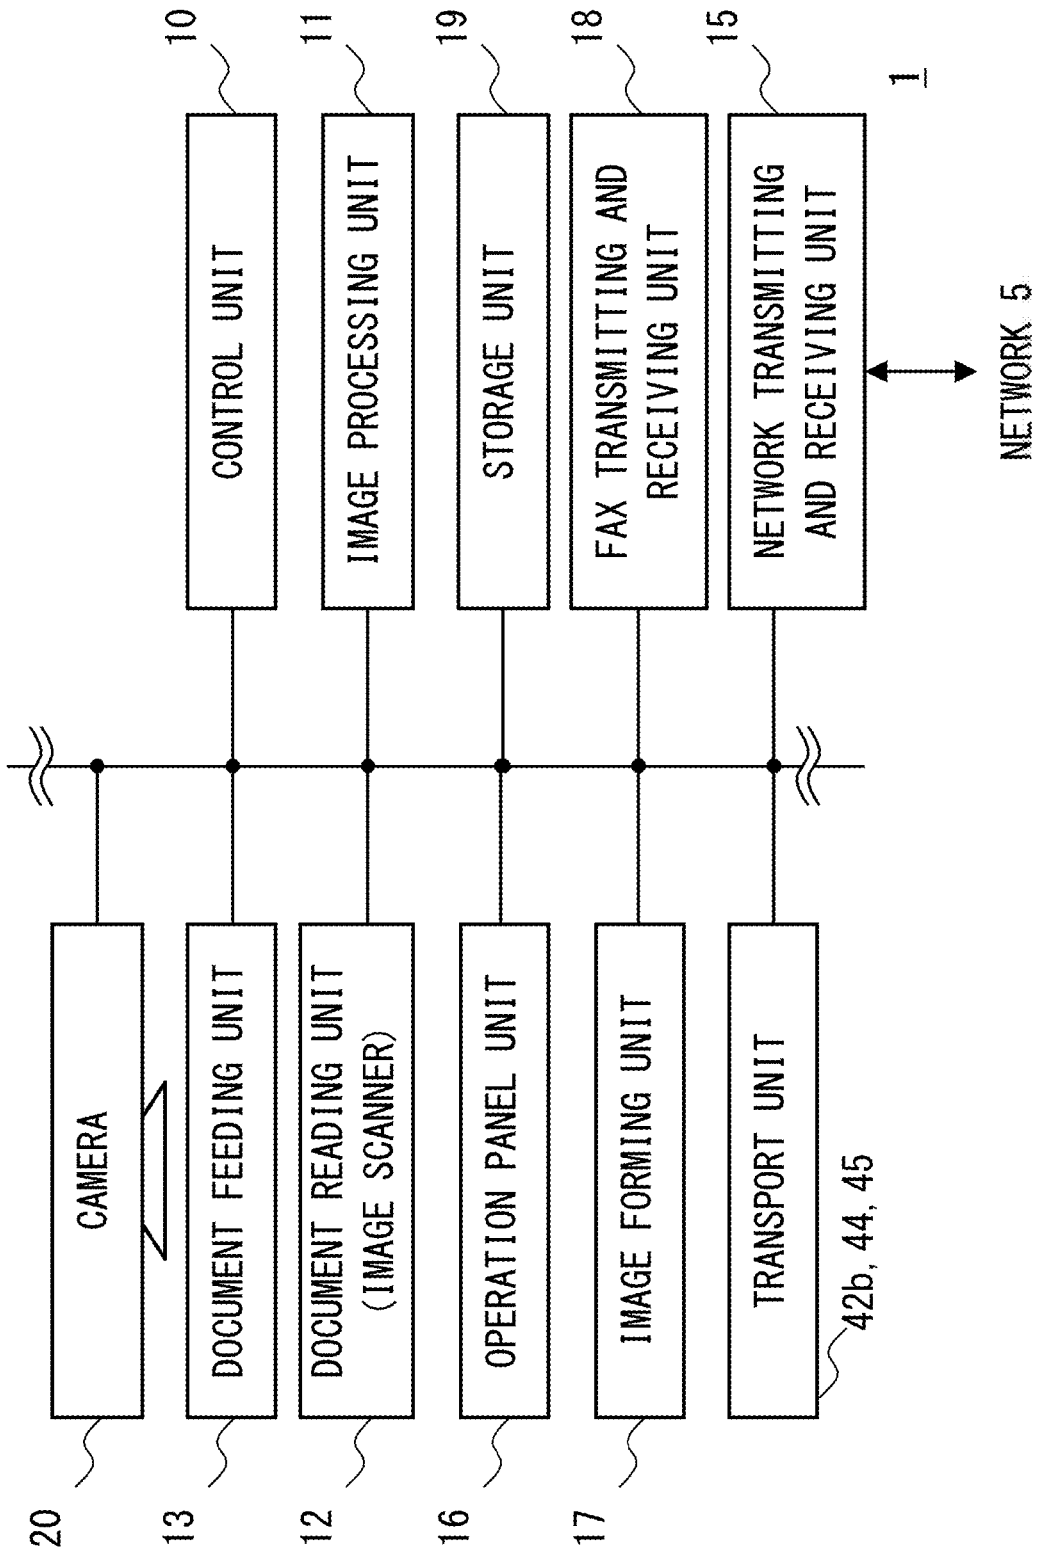 1
20
CAMERA
13
DOCUMENT FEEDING UNIT
12
DOCUMENT READING UNIT
(IMAGE SCANNER)
16
OPERATION PANEL UNIT
17
IMAGE FORMING UNIT
TRANSPORT UNIT
42b, 44, 45
10
CONTROL UNIT
11
IMAGE PROCESSING UNIT
19
STORAGE UNIT
18
FAX TRANSMITTING AND
RECEIVING UNIT
15
NETWORK TRANSMITTING
AND RECEIVING UNIT
NETWORK 5